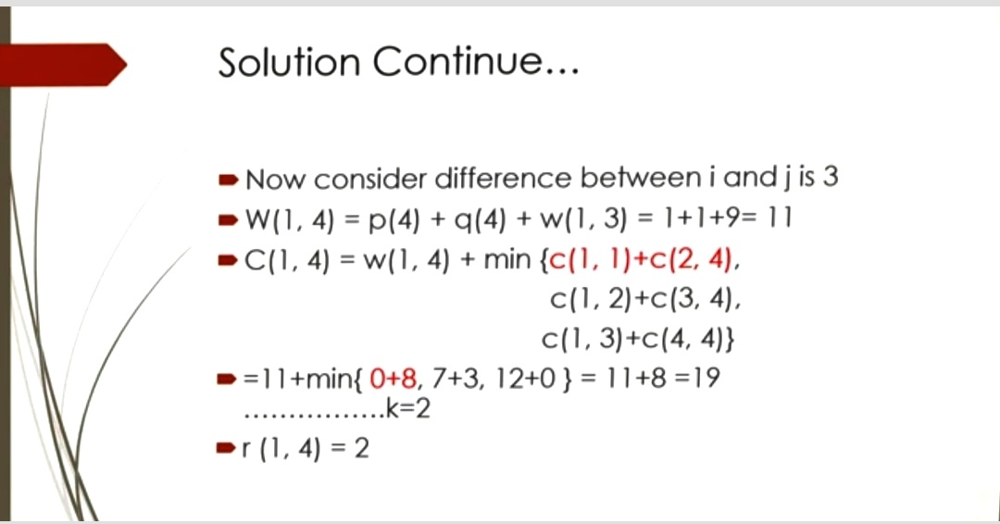 Solution Continue...
Now consider difference between i and j is 3
W(1, 4) = p(4) + q(4) + w(1, 3) = 1+1+9= 11
C(1, 4) = w(1, 4) + min {c(1, 1)+c(2, 4),
c(1, 2)+c(3, 4),
c(1, 3)+c(4, 4)}
=11+min{ 0+8, 7+3, 12+0 } = 11+8 =19
................k=2
r (1, 4) = 2